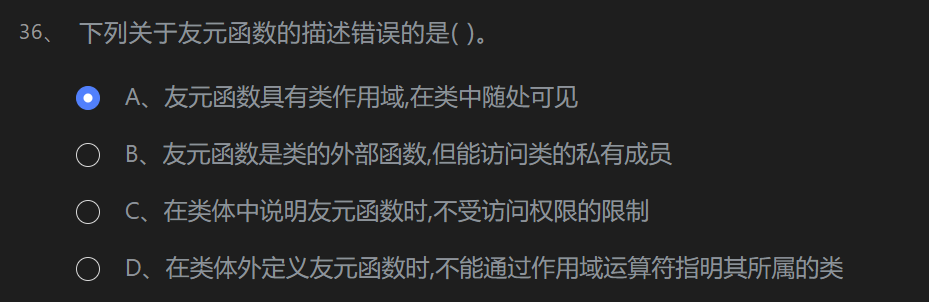 36、 下列关于友元函数的描述错误的是( )。
A、友元函数具有类作用域,在类中随处可见
B、友元函数是类的外部函数,但能访问类的私有成员
C、在类体中说明友元函数时,不受访问权限的限制
D、在类体外定义友元函数时,不能通过作用域运算符指明其所属的类